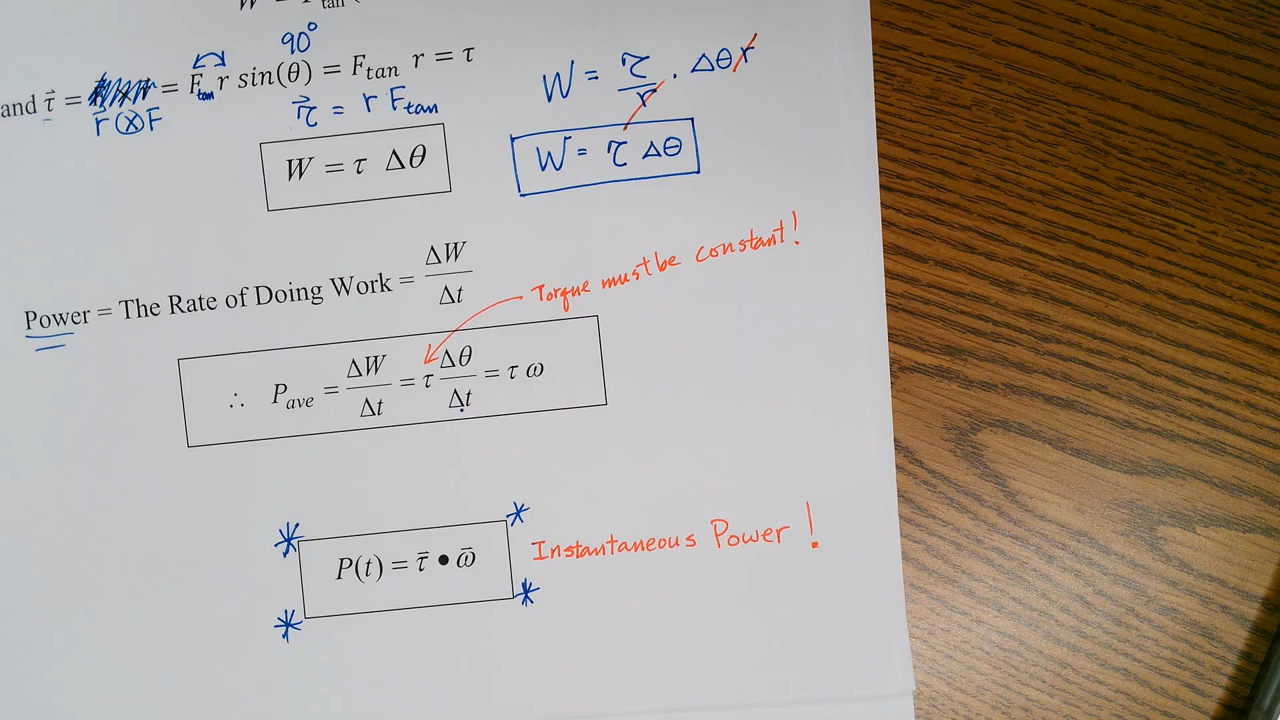 90°
and τ⃗ = = F_tan r sin(θ) = F_tan r = τ
r⃗ ⊗ F
τ⃗ = r F_tan
W = τ/r · Δθ r
W = τ Δθ
W = τ Δθ
Power = The Rate of Doing Work = ΔW/Δt
Torque must be constant!
∴ P_ave = ΔW/Δt = τ Δθ/Δt = τ ω
P(t) = τ⃗ • ω⃗
Instantaneous Power!